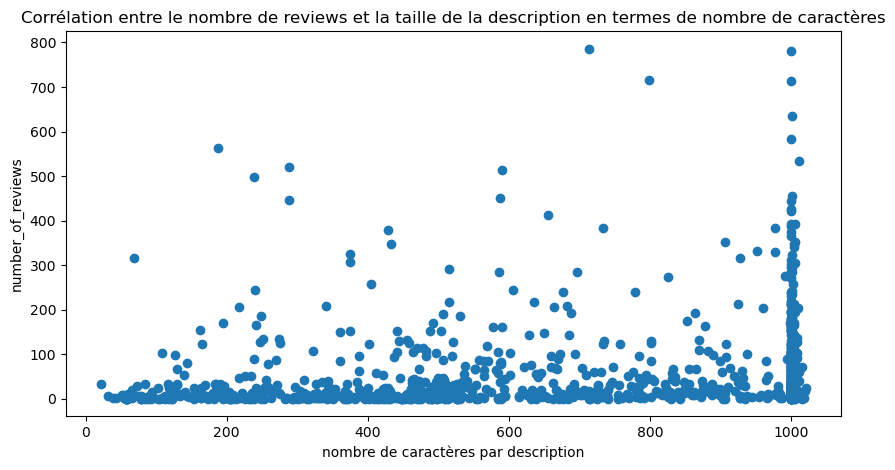 Corrélation entre le nombre de reviews et la taille de la description en termes de nombre de caractères
800
700
600
500
400
300
200
100
0
number_of_reviews
0 200 400 600 800 1000
nombre de caractères par description